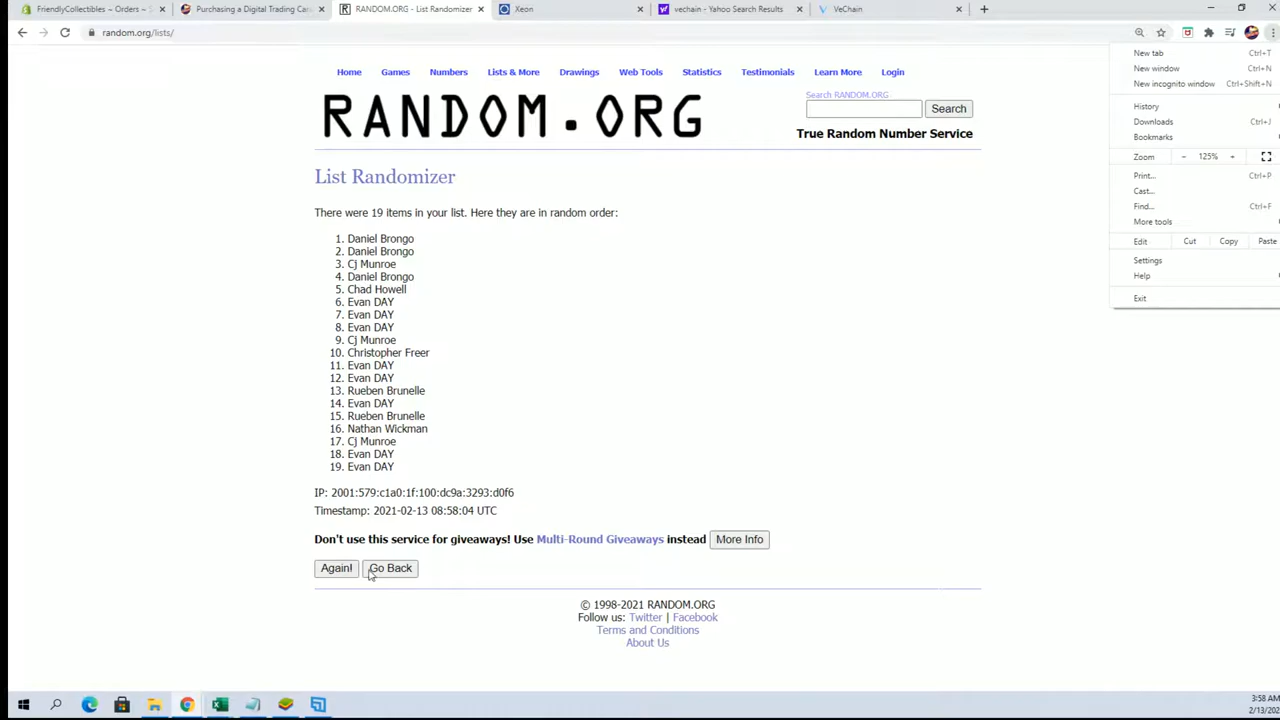 FriendlyCollectibles ~ Orders ~ S
Purchasing a Digital Trading Cas
RANDOM.ORG - List Randomizer
Xeon
vechain - Yahoo Search Results
VeChain
random.org/lists/
New tab Ctrl+T
New window Ctrl+N
New incognito window Ctrl+Shift+N
History
Downloads Ctrl+J
Bookmarks
Zoom - 125% +
Print... Ctrl+P
Cast...
Find... Ctrl+F
More tools
Edit Cut Copy Paste
Settings
Help
Exit
Home Games Numbers Lists & More Drawings Web Tools Statistics Testimonials Learn More Login
RANDOM.ORG
Search RANDOM.ORG
Search
True Random Number Service
List Randomizer
There were 19 items in your list. Here they are in random order:
1. Daniel Brongo
2. Daniel Brongo
3. Cj Munroe
4. Daniel Brongo
5. Chad Howell
6. Evan DAY
7. Evan DAY
8. Evan DAY
9. Cj Munroe
10. Christopher Freer
11. Evan DAY
12. Evan DAY
13. Rueben Brunelle
14. Evan DAY
15. Rueben Brunelle
16. Nathan Wickman
17. Cj Munroe
18. Evan DAY
19. Evan DAY
IP: 2001:579:c1a0:1f:100:dc9a:3293:d0f6
Timestamp: 2021-02-13 08:58:04 UTC
Don't use this service for giveaways! Use Multi-Round Giveaways instead More Info
Again! Go Back
© 1998-2021 RANDOM.ORG
Follow us: Twitter | Facebook
Terms and Conditions
About Us
3:58 AM
2/13/202